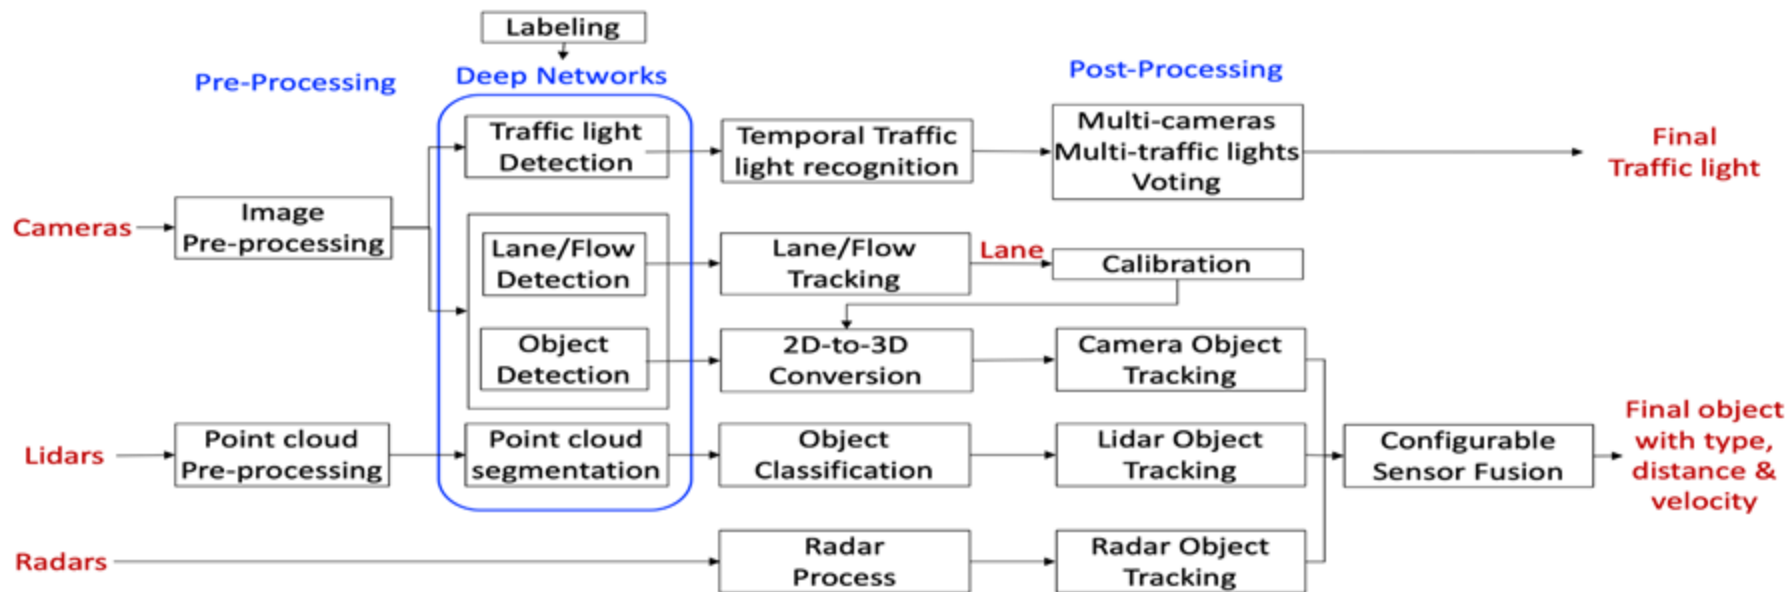 Labeling
Pre-Processing
Deep Networks
Post-Processing
Traffic light
Detection
Temporal Traffic
light recognition
Multi-cameras
Multi-traffic lights
Voting
Final
Traffic light
Cameras
Image
Pre-processing
Lane/Flow
Detection
Lane/Flow
Tracking
Lane
Calibration
Object
Detection
2D-to-3D
Conversion
Camera Object
Tracking
Lidars
Point cloud
Pre-processing
Point cloud
segmentation
Object
Classification
Lidar Object
Tracking
Configurable
Sensor Fusion
Final object
with type,
distance &
velocity
Radars
Radar
Process
Radar Object
Tracking